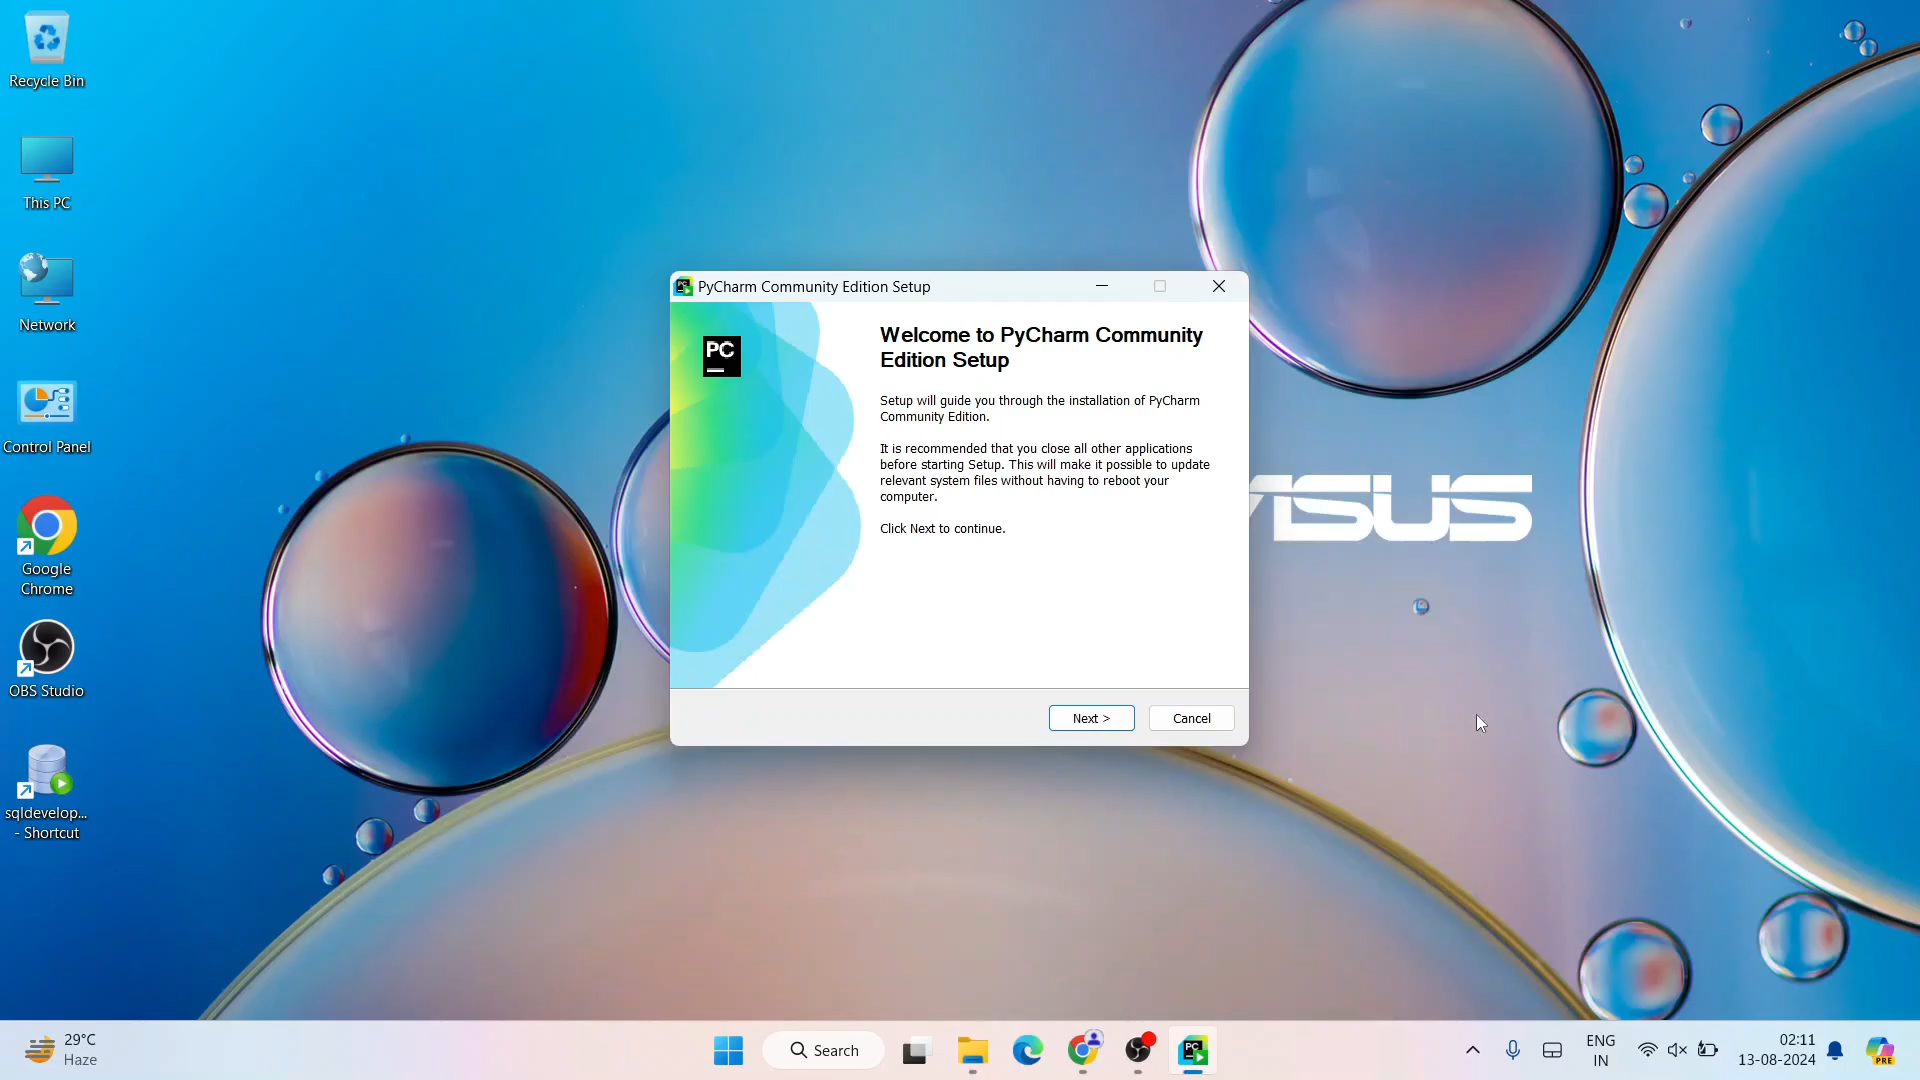 Recycle Bin
This PC
Network
Control Panel
Google
Chrome
OBS Studio
sqldevelop...
- Shortcut
PyCharm Community Edition Setup
PC
Welcome to PyCharm Community
Edition Setup
Setup will guide you through the installation of PyCharm
Community Edition.
It is recommended that you close all other applications
before starting Setup. This will make it possible to update
relevant system files without having to reboot your
computer.
Click Next to continue.
Next >
Cancel
ASUS
29°C
Haze
Search
PC
ENG
IN
02:11
13-08-2024
PRE